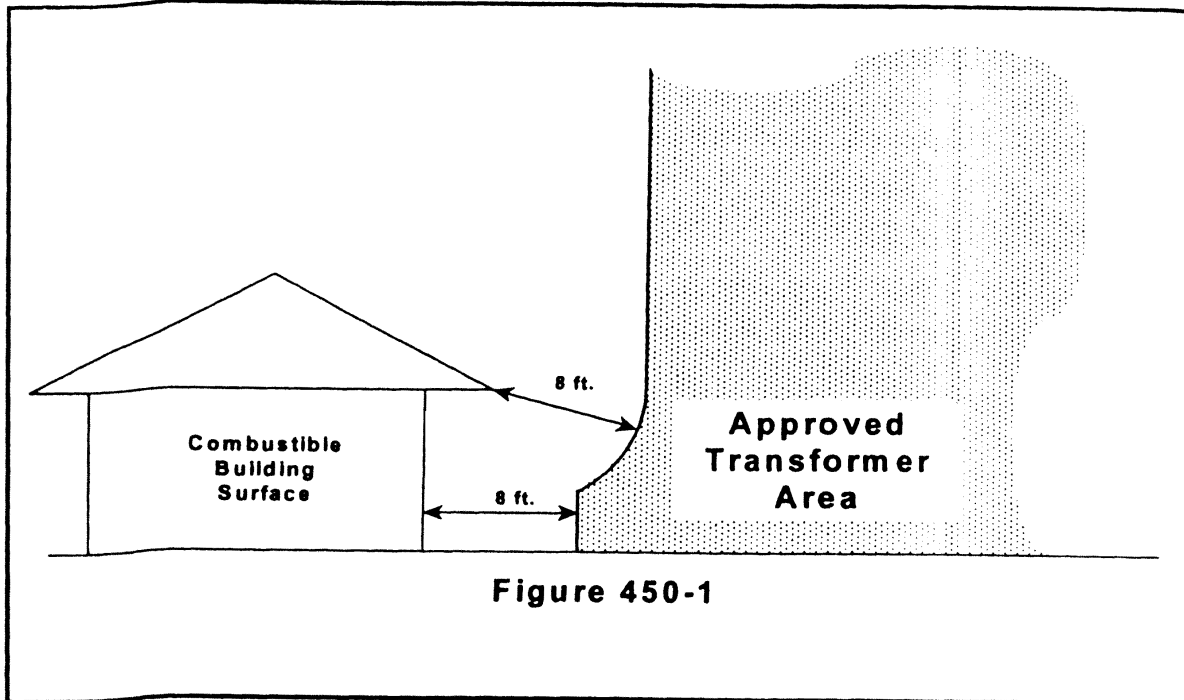 8 ft.
Combustible
Building
Surface
Approved
Transformer
Area
8 ft.
Figure 450-1